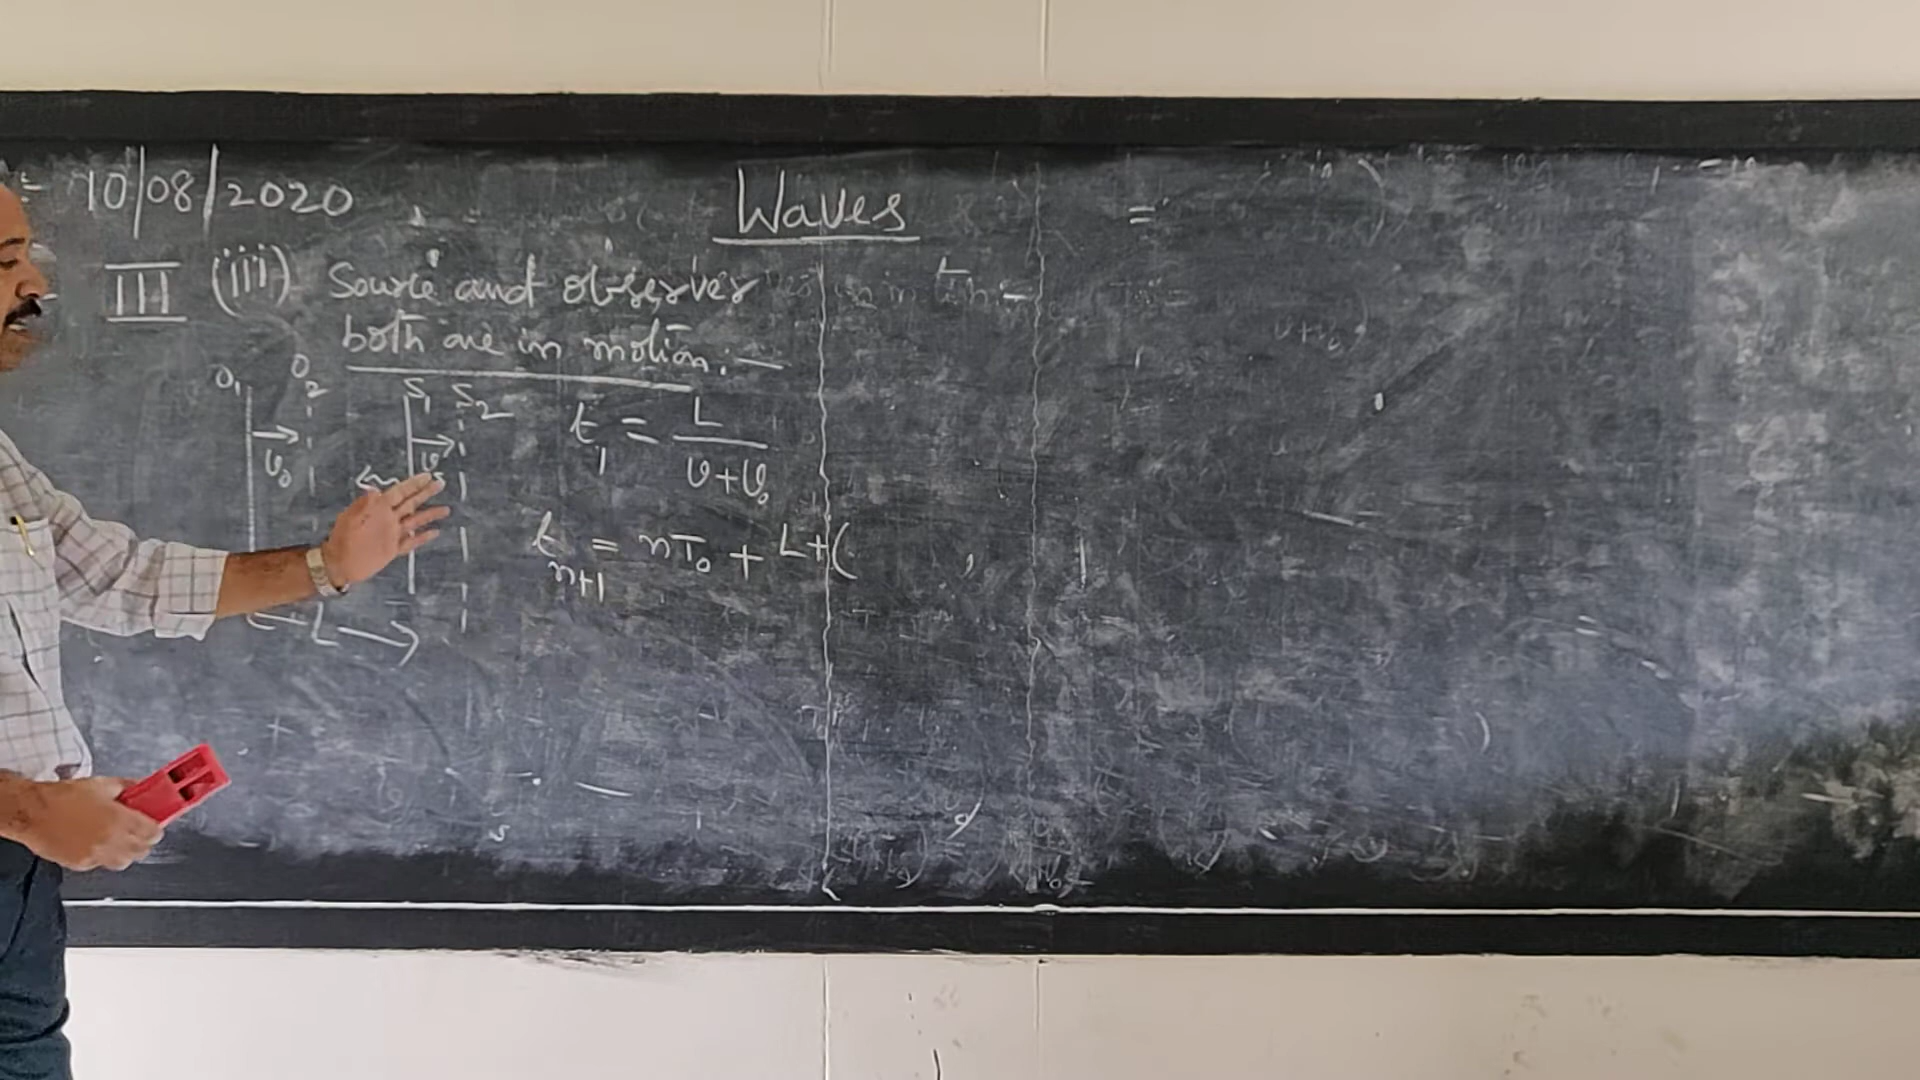 10/08/2020
Waves
III (iii) Source and observer
both are in motion:—
O₁ O₂ S₁ S₂
t₁ = L / v+v₀
v₀
tₙ₊₁ = nT₀ + L+(
L